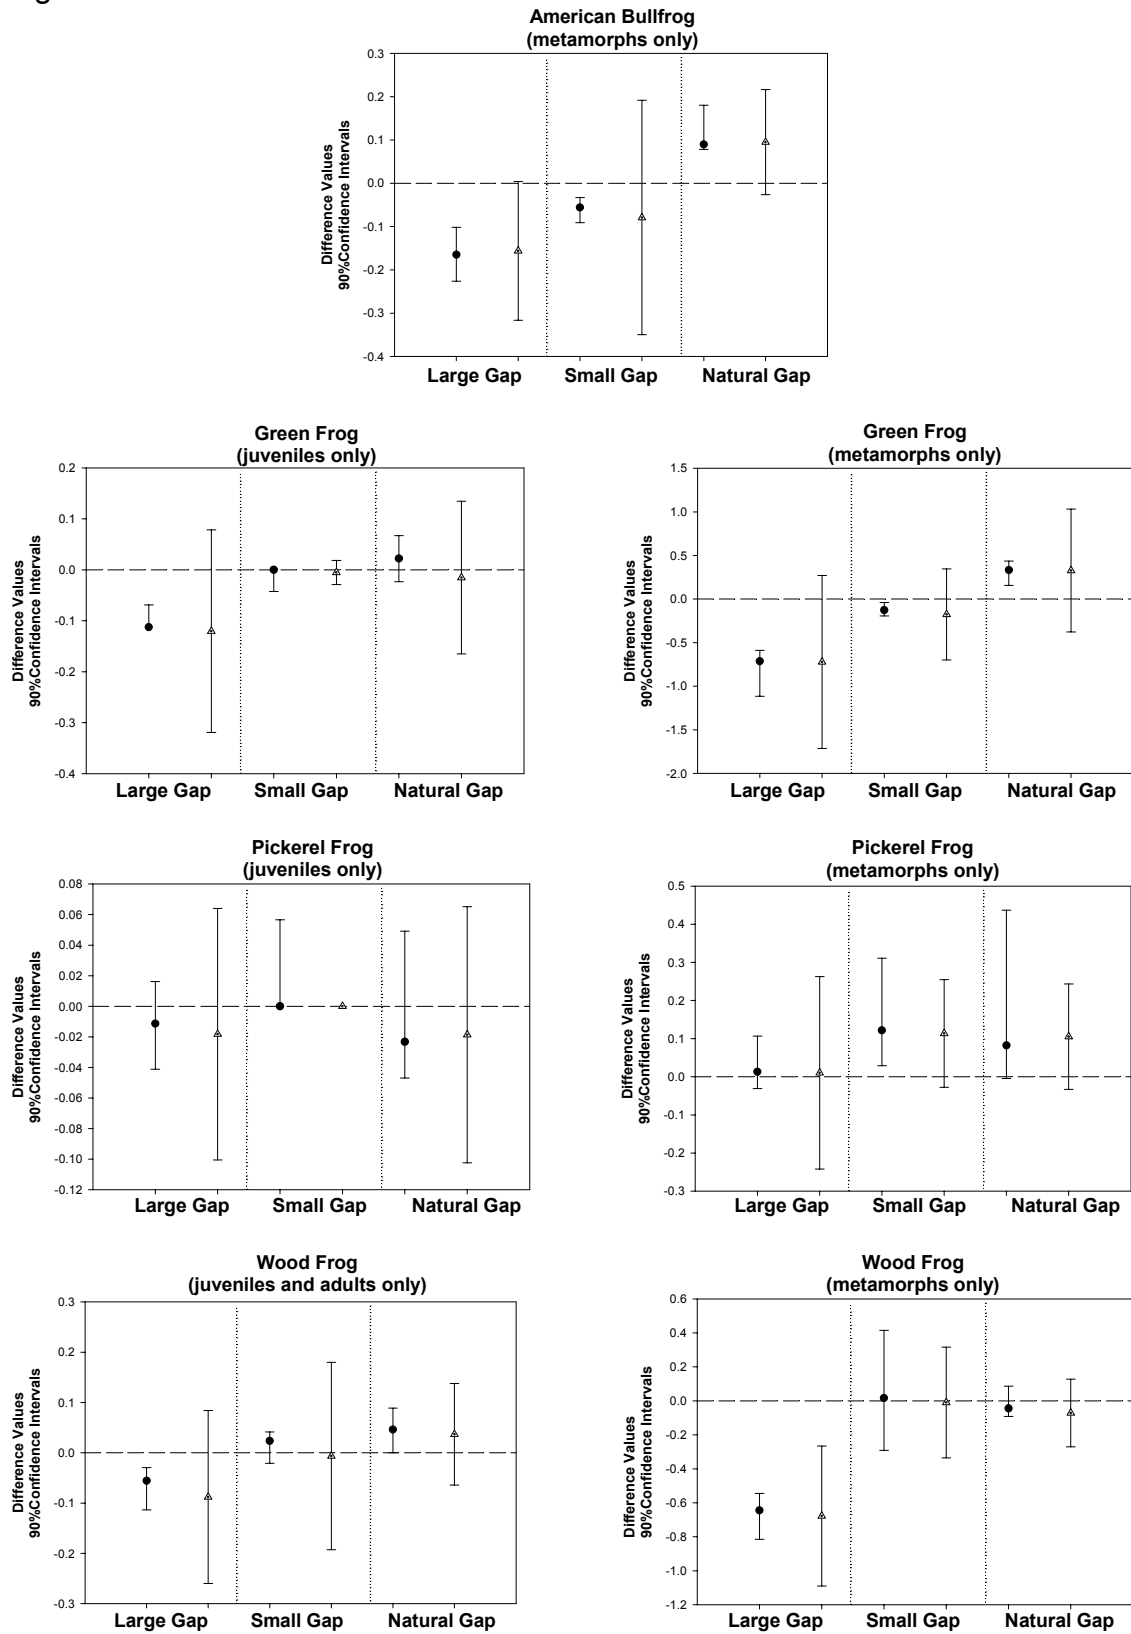 American Bullfrog
(metamorphs only)
Difference Values
90%Confidence Intervals
0.3
0.2
0.1
0.0
-0.1
-0.2
-0.3
-0.4
Large Gap Small Gap Natural Gap
Green Frog
(juveniles only)
Difference Values
90%Confidence Intervals
0.2
0.1
0.0
-0.1
-0.2
-0.3
-0.4
Large Gap Small Gap Natural Gap
Green Frog
(metamorphs only)
Difference Values
90%Confidence Intervals
1.5
1.0
0.5
0.0
-0.5
-1.0
-1.5
-2.0
Large Gap Small Gap Natural Gap
Pickerel Frog
(juveniles only)
Difference Values
90%Confidence Intervals
0.08
0.06
0.04
0.02
0.00
-0.02
-0.04
-0.06
-0.08
-0.10
-0.12
Large Gap Small Gap Natural Gap
Pickerel Frog
(metamorphs only)
Difference Values
90%Confidence Intervals
0.5
0.4
0.3
0.2
0.1
0.0
-0.1
-0.2
-0.3
Large Gap Small Gap Natural Gap
Wood Frog
(juveniles and adults only)
Difference Values
90%Confidence Intervals
0.3
0.2
0.1
0.0
-0.1
-0.2
-0.3
Large Gap Small Gap Natural Gap
Wood Frog
(metamorphs only)
Difference Values
90%Confidence Intervals
0.6
0.4
0.2
0.0
-0.2
-0.4
-0.6
-0.8
-1.0
-1.2
Large Gap Small Gap Natural Gap